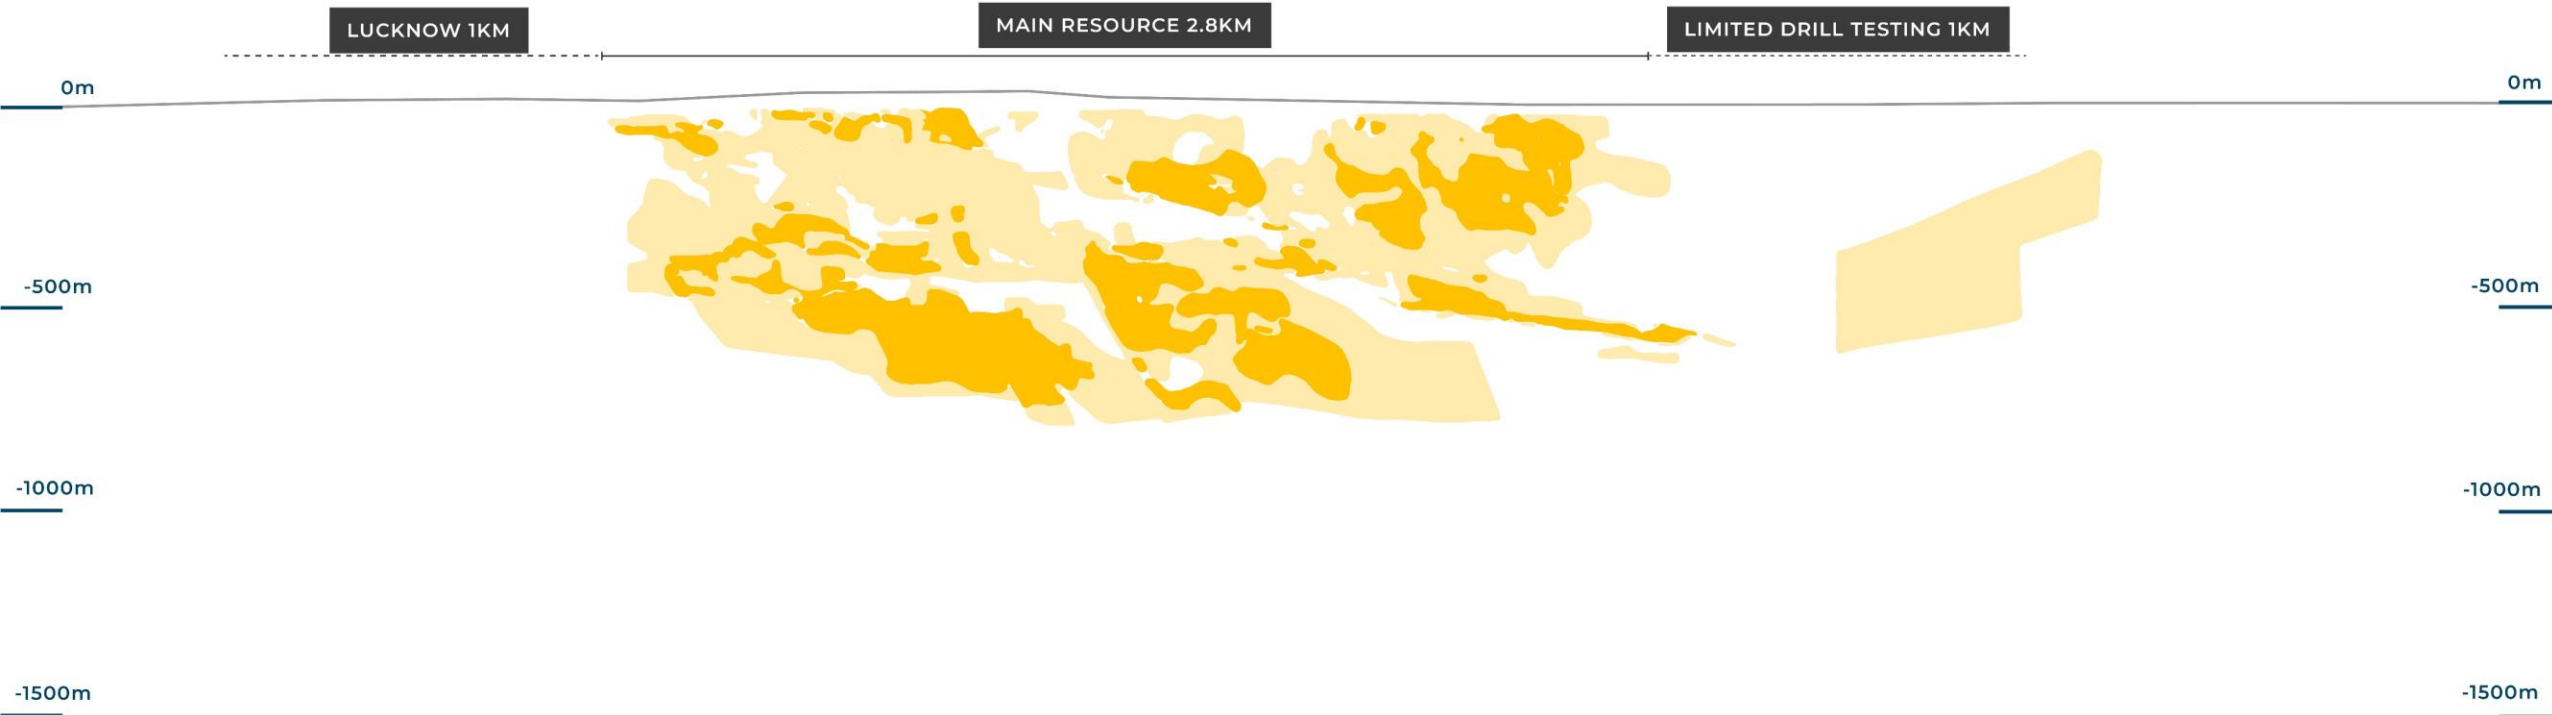 LUCKNOW 1KM
MAIN RESOURCE 2.8KM
LIMITED DRILL TESTING 1KM
0m
0m
-500m
-500m
-1000m
-1000m
-1500m
-1500m